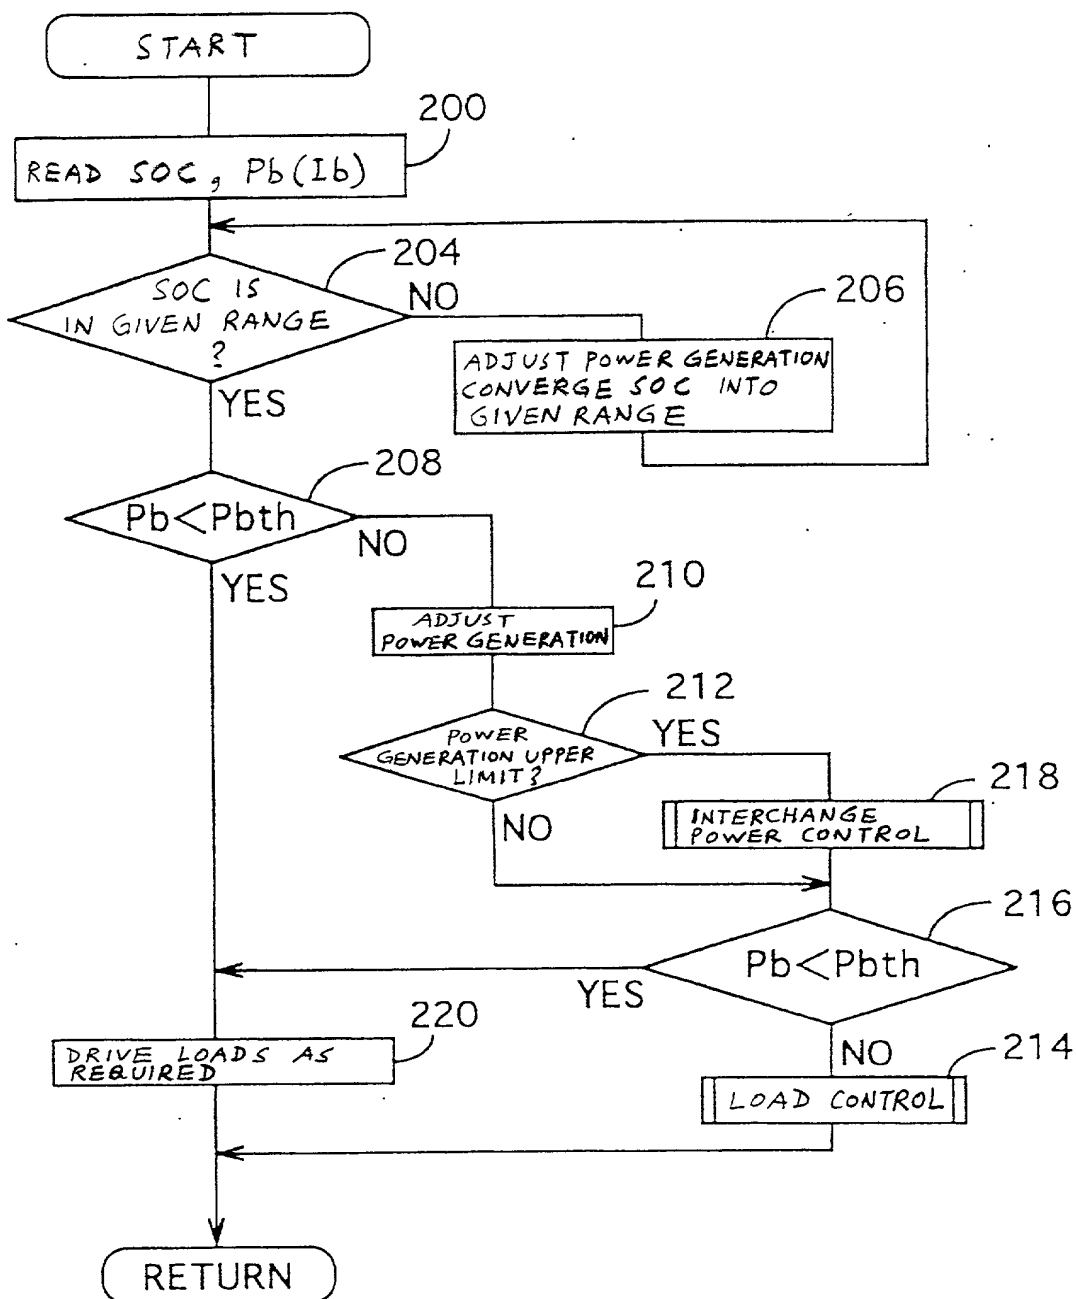 START
200
READ SOC, Pb(Ib)
204
SOC IS
IN GIVEN RANGE
?
NO
YES
206
ADJUST POWER GENERATION
CONVERGE SOC INTO
GIVEN RANGE
208
Pb<Pbth
NO
YES
210
ADJUST
POWER GENERATION
212
POWER
GENERATION UPPER
LIMIT?
YES
NO
218
INTERCHANGE
POWER CONTROL
216
Pb<Pbth
YES
NO
220
DRIVE LOADS AS
REQUIRED
214
LOAD CONTROL
RETURN